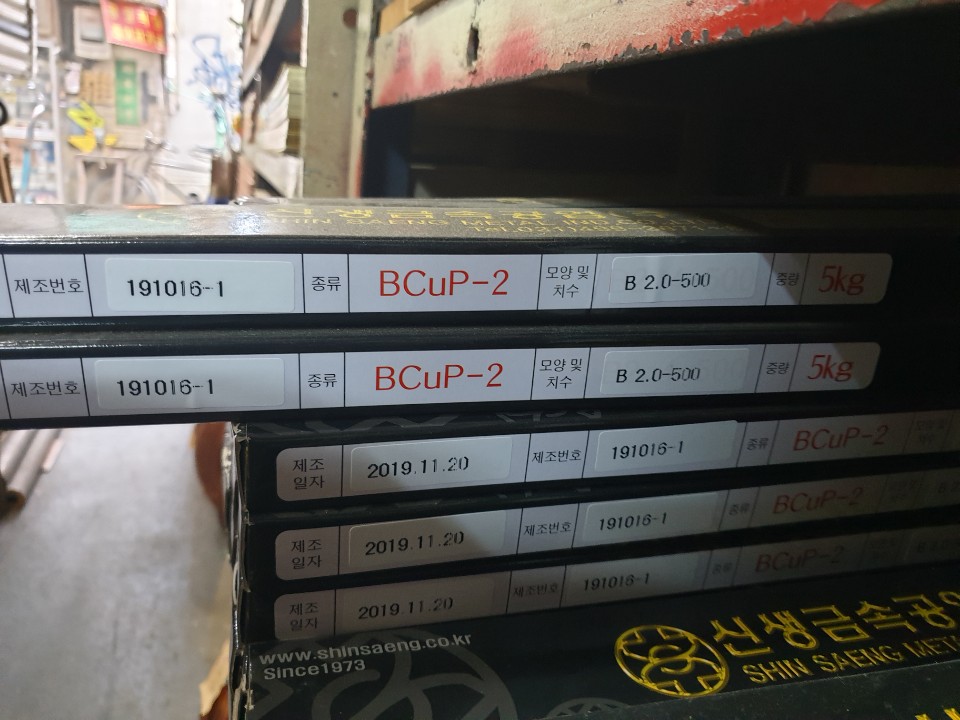 SHIN SAENG METAL
제조번호 191016-1 종류 BCuP-2 모양 및 치수 B 2.0-500 중량 5kg
제조번호 191016-1 종류 BCuP-2 모양 및 치수 B 2.0-500 중량 5kg
제조 일자 2019.11.20 제조번호 191016-1 종류 BCuP-2
제조 일자 2019.11.20 제조번호 191016-1 종류 BCuP-2
제조 일자 2019.11.20 제조번호 191016-1 종류 BCuP-2
www.shinsaeng.co.kr
Since1973
신생금속공
SHIN SAENG META